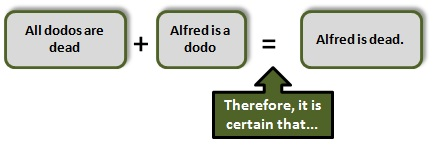 All dodos are
dead
+
Alfred is a
dodo
=
Alfred is dead.
Therefore, it is
certain that...